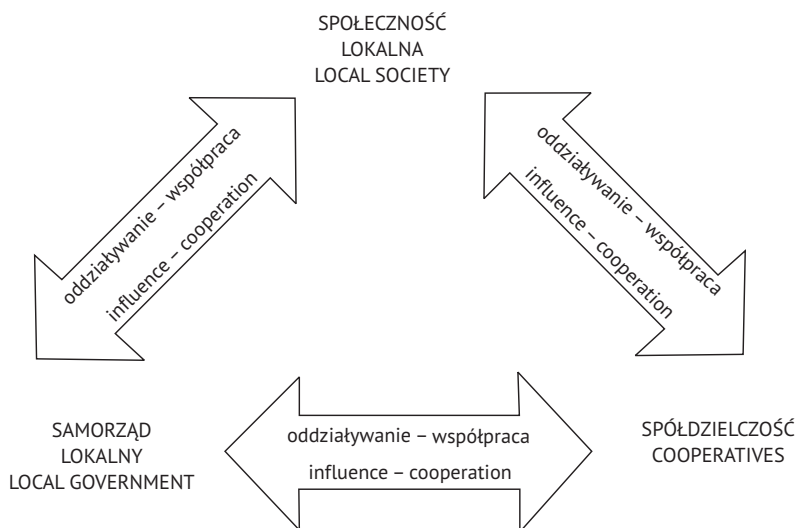 SPOŁECZNOŚĆ
LOKALNA
LOCAL SOCIETY
oddziaływanie – współpraca
influence – cooperation
oddziaływanie – współpraca
influence – cooperation
SAMORZĄD
LOKALNY
LOCAL GOVERNMENT
oddziaływanie – współpraca
influence – cooperation
SPÓŁDZIELCZOŚĆ
COOPERATIVES